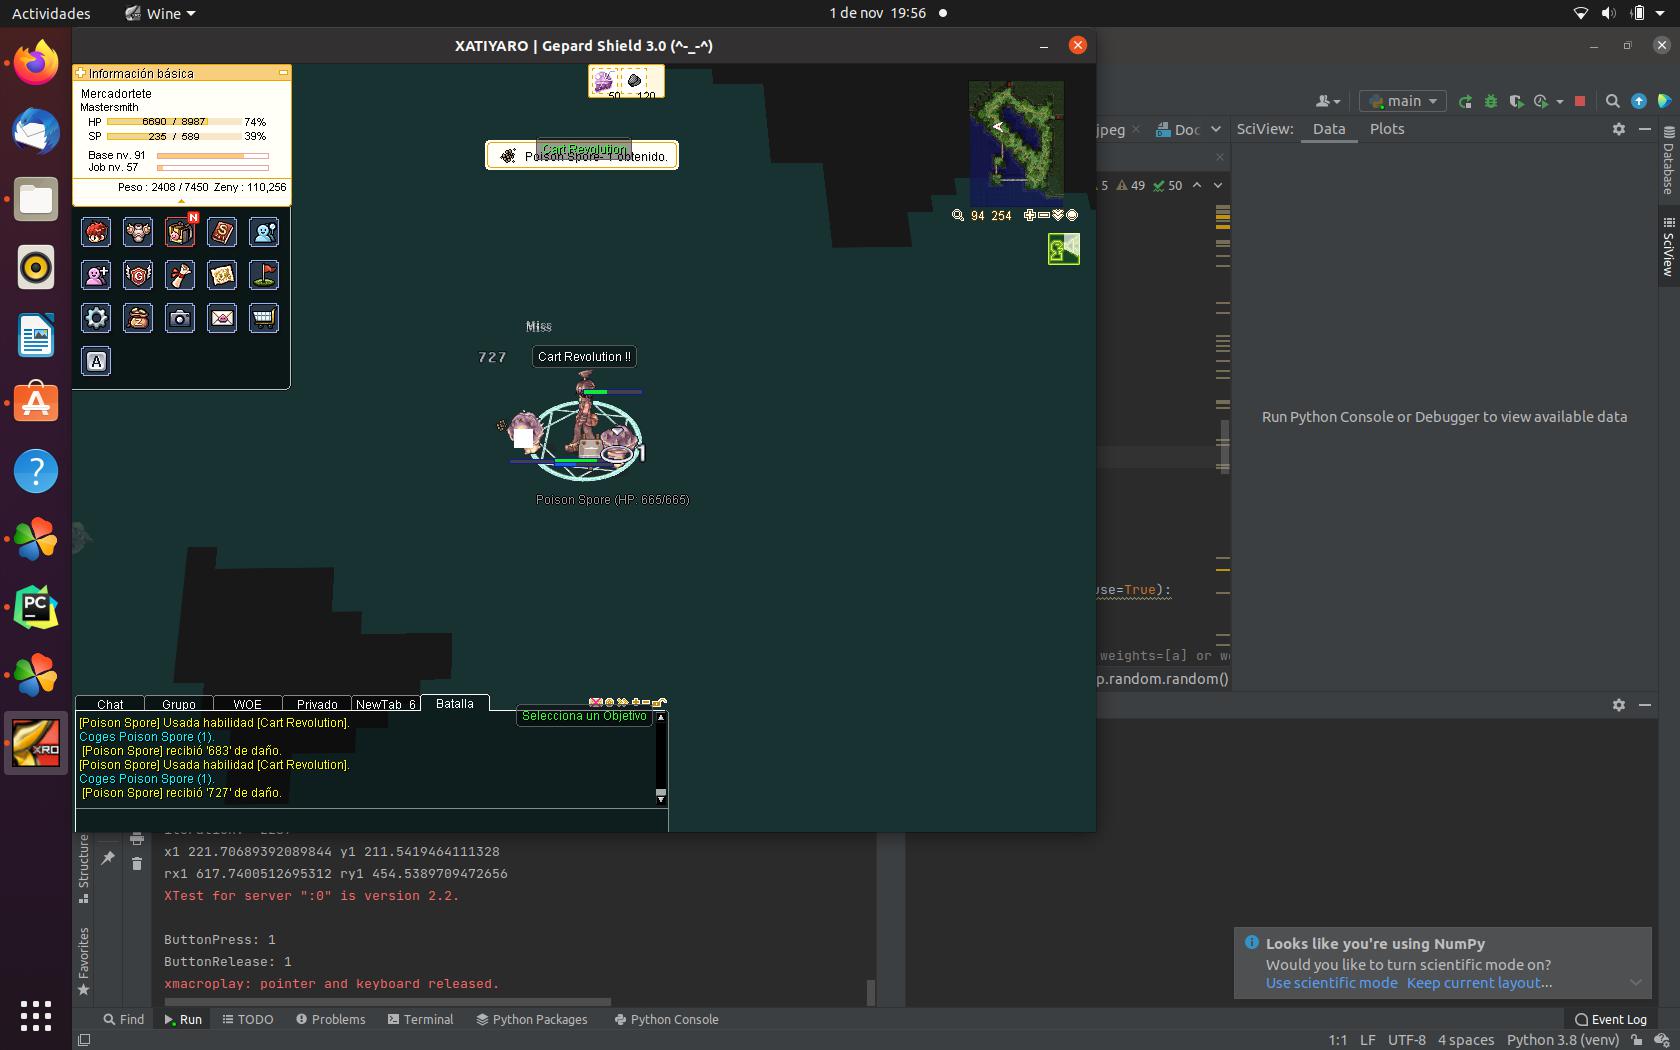 Actividades
Wine
1 de nov 19:56
XATIYARO | Gepard Shield 3.0 (^-_-^)
Información básica
Mercadortete
Mastersmith
HP 6690 / 8987 74%
SP 235 / 589 39%
Base nv. 91
Job nv. 57
Peso : 2408 / 7450 Zeny : 110,256
N
A
50 120
Cart Revolution
Poison Spore- 1 obtenido.
94 254
Miss
727
Cart Revolution !!
1
Poison Spore (HP: 665/665)
Chat Grupo WOE Privado NewTab 6 Batalla
Selecciona un Objetivo
[Poison Spore] Usada habilidad [Cart Revolution].
Coges Poison Spore (1).
[Poison Spore] recibió '683' de daño.
[Poison Spore] Usada habilidad [Cart Revolution].
Coges Poison Spore (1).
[Poison Spore] recibió '727' de daño.
main
jpeg
Doc
SciView: Data Plots
5 49 50
Database
SciView
Run Python Console or Debugger to view available data
use=True):
weights=[a] or we
p.random.random()
x1 221.70689392089844 y1 211.5419464111328
rx1 617.7400512695312 ry1 454.5389709472656
XTest for server ":0" is version 2.2.
ButtonPress: 1
ButtonRelease: 1
xmacroplay: pointer and keyboard released.
Structure
Favorites
PC
XRO
Looks like you're using NumPy
Would you like to turn scientific mode on?
Use scientific mode Keep current layout...
Find Run TODO Problems Terminal Python Packages Python Console
Event Log
1:1 LF UTF-8 4 spaces Python 3.8 (venv)